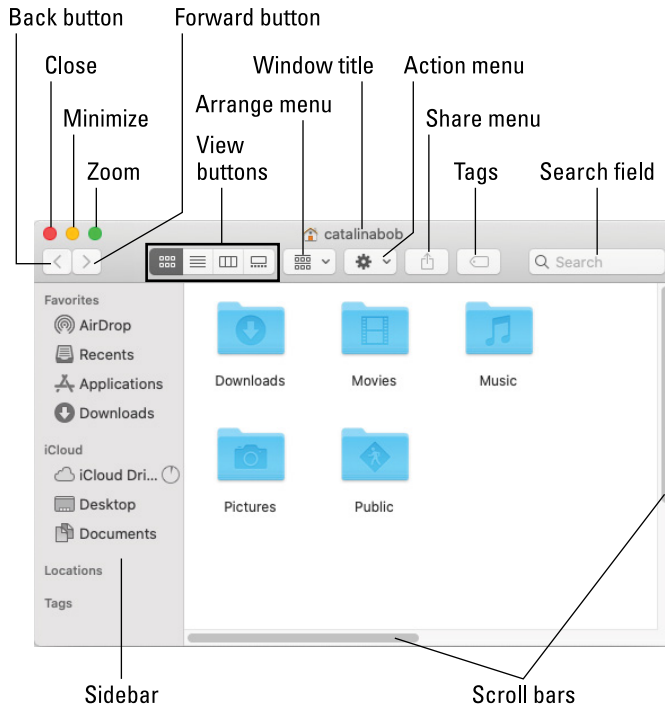 Back button
Forward button
Close
Window title
Action menu
Arrange menu
Minimize
Share menu
View
buttons
Zoom
Tags
Search field
catalinabob
Search
Favorites
AirDrop
Recents
Applications
Downloads
iCloud
iCloud Dri...
Desktop
Documents
Locations
Tags
Downloads
Movies
Music
Pictures
Public
Sidebar
Scroll bars